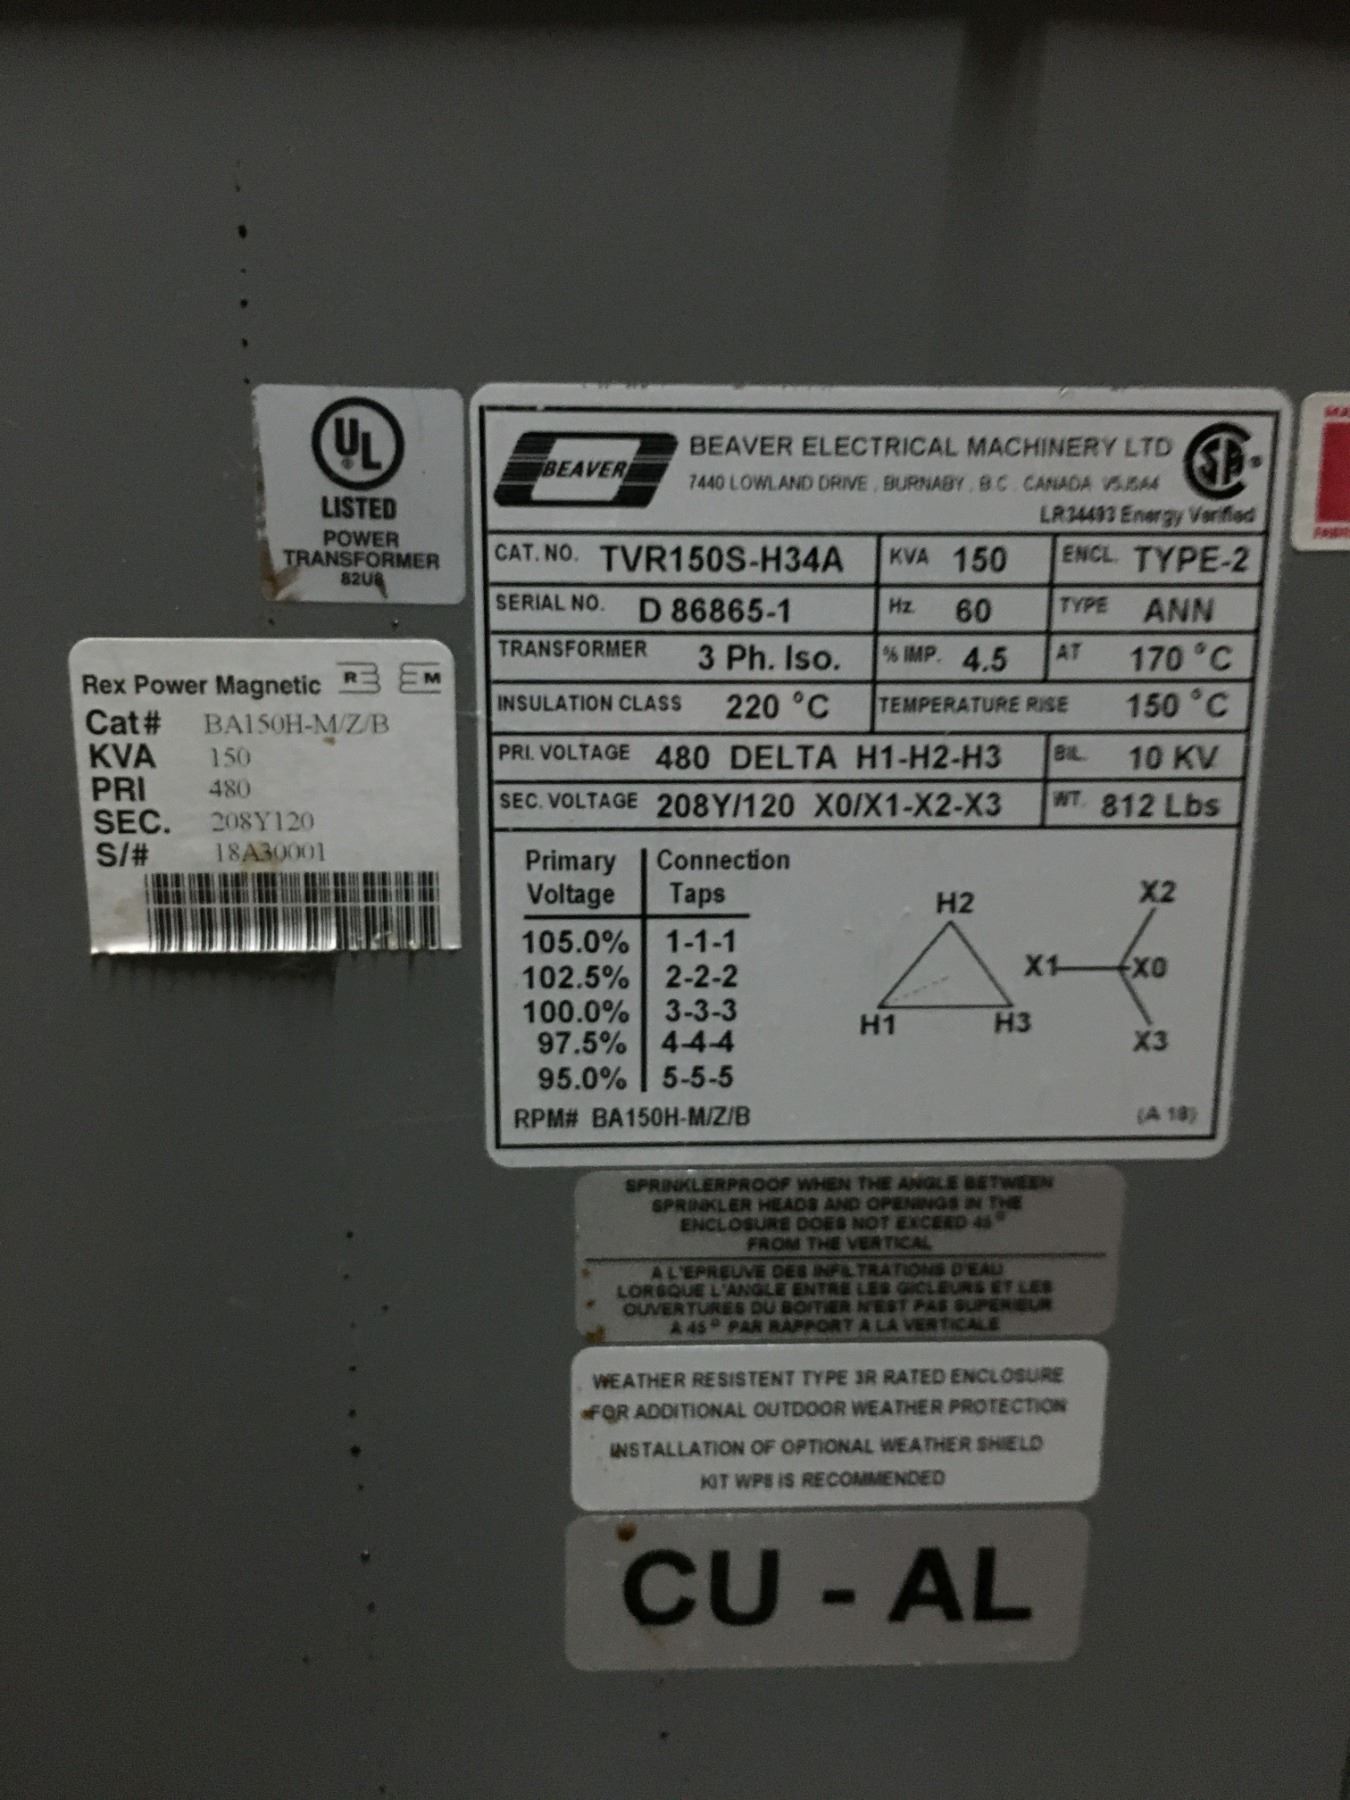 UL
®
LISTED
POWER
TRANSFORMER
82U8
Rex Power Magnetic R E M
Cat# BA150H-M/Z/B
KVA 150
PRI 480
SEC. 208Y120
S/# 18A30001
BEAVER
BEAVER ELECTRICAL MACHINERY LTD
7440 LOWLAND DRIVE , BURNABY , B.C . CANADA V5J5A4
LR34493 Energy Verified
CAT. NO. TVR150S-H34A KVA 150 ENCL. TYPE-2
SERIAL NO. D 86865-1 Hz. 60 TYPE ANN
TRANSFORMER 3 Ph. Iso. % IMP. 4.5 AT 170 °C
INSULATION CLASS 220 °C TEMPERATURE RISE 150 °C
PRI. VOLTAGE 480 DELTA H1-H2-H3 BIL. 10 KV
SEC. VOLTAGE 208Y/120 X0/X1-X2-X3 WT. 812 Lbs
Primary Connection
Voltage Taps
105.0% 1-1-1
102.5% 2-2-2
100.0% 3-3-3
97.5% 4-4-4
95.0% 5-5-5
H2
H1 H3
X2
X1 X0
X3
RPM# BA150H-M/Z/B (A 18)
SPRINKLERPROOF WHEN THE ANGLE BETWEEN
SPRINKLER HEADS AND OPENINGS IN THE
ENCLOSURE DOES NOT EXCEED 45°
FROM THE VERTICAL
A L'EPREUVE DES INFILTRATIONS D'EAU
LORSQUE L'ANGLE ENTRE LES GICLEURS ET LES
OUVERTURES DU BOITIER N'EST PAS SUPERIEUR
A 45° PAR RAPPORT A LA VERTICALE
WEATHER RESISTENT TYPE 3R RATED ENCLOSURE
FOR ADDITIONAL OUTDOOR WEATHER PROTECTION
INSTALLATION OF OPTIONAL WEATHER SHIELD
KIT WP8 IS RECOMMENDED
CU - AL